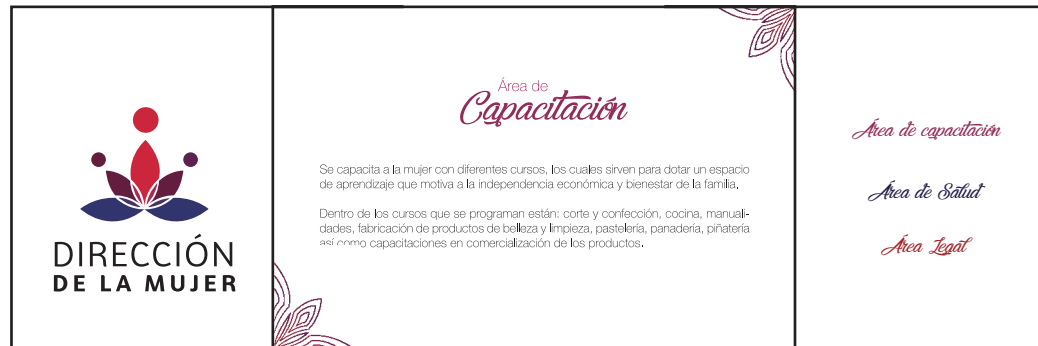 DIRECCIÓN
DE LA MUJER
Área de
Capacitación
Se capacita a la mujer con diferentes cursos, los cuales sirven para dotar un espacio
de aprendizaje que motiva a la independencia económica y bienestar de la familia.
Dentro de los cursos que se programan están: corte y confección, cocina, manuali-
dades, fabricación de productos de belleza y limpieza, pastelería, panadería, piñatería
así como capacitaciones en comercialización de los productos.
Área de capacitación
Área de Salud
Área Legal